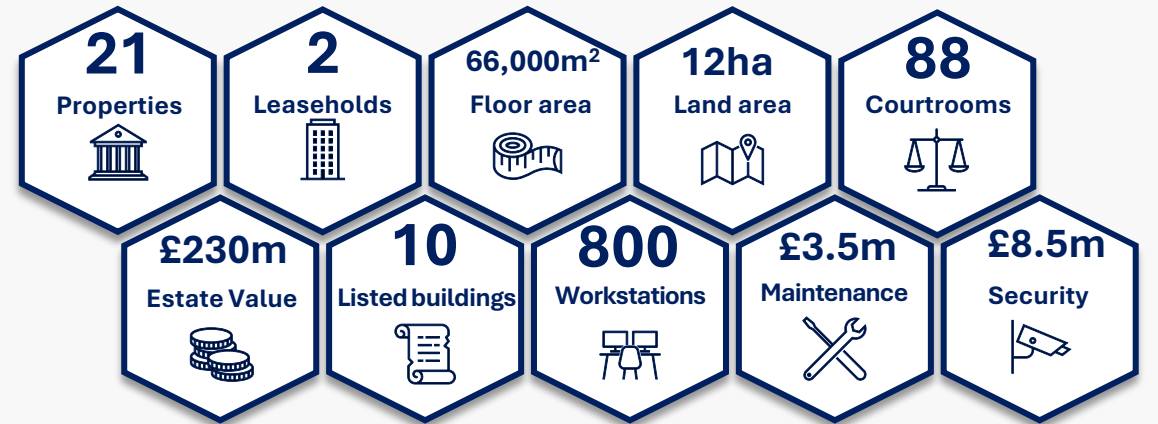 21
Properties
2
Leaseholds
66,000m²
Floor area
12ha
Land area
88
Courtrooms
£230m
Estate Value
10
Listed buildings
800
Workstations
£3.5m
Maintenance
£8.5m
Security